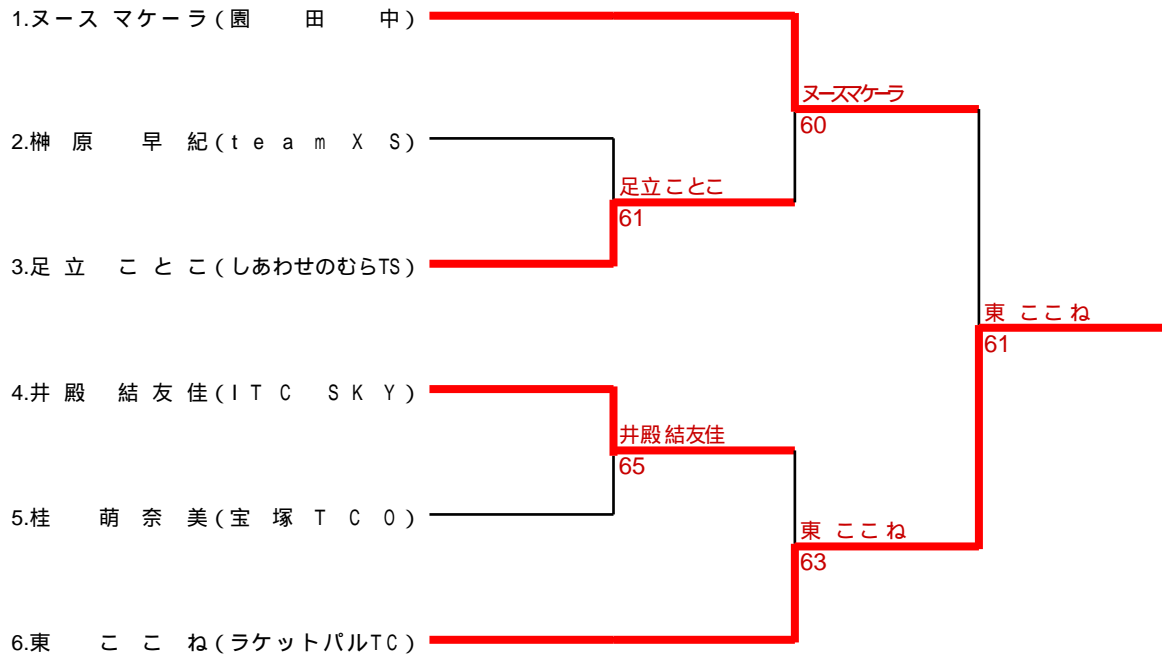 1.ヌース マケーラ(園 田 中)
ヌースマケーラ
60
2.榊 原 早 紀(t e a m X S)
足立 ことこ
61
3.足 立 こ と こ(しあわせのむらTS)
東 ここ ね
61
4.井 殿 結 友 佳(I T C S K Y)
井殿 結友佳
65
5.桂 萌 奈 美(宝 塚 T C O)
東 ここ ね
63
6.東 こ こ ね(ラケットパルTC)